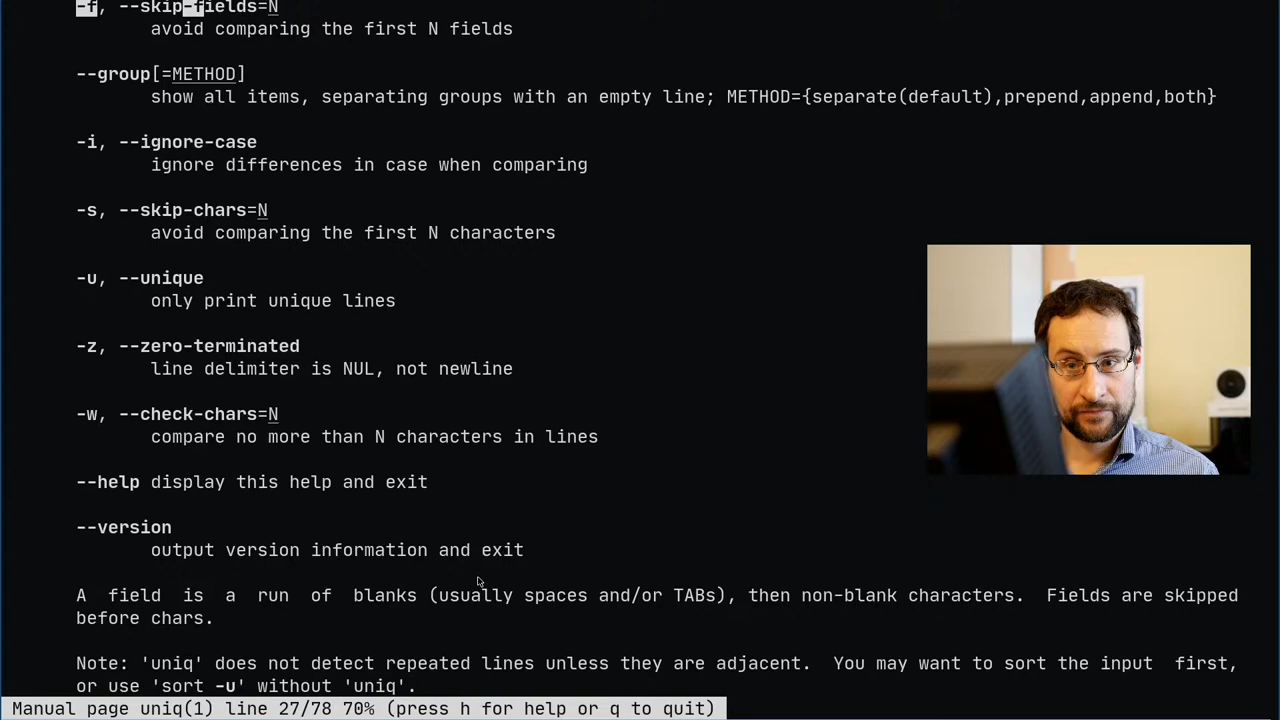 -f, --skip-fields=N
avoid comparing the first N fields
--group[=METHOD]
show all items, separating groups with an empty line; METHOD={separate(default),prepend,append,both}
-i, --ignore-case
ignore differences in case when comparing
-s, --skip-chars=N
avoid comparing the first N characters
-u, --unique
only print unique lines
-z, --zero-terminated
line delimiter is NUL, not newline
-w, --check-chars=N
compare no more than N characters in lines
--help display this help and exit
--version
output version information and exit
A field is a run of blanks (usually spaces and/or TABs), then non-blank characters. Fields are skipped
before chars.
Note: 'uniq' does not detect repeated lines unless they are adjacent. You may want to sort the input first,
or use 'sort -u' without 'uniq'.
Manual page uniq(1) line 27/78 70% (press h for help or q to quit)